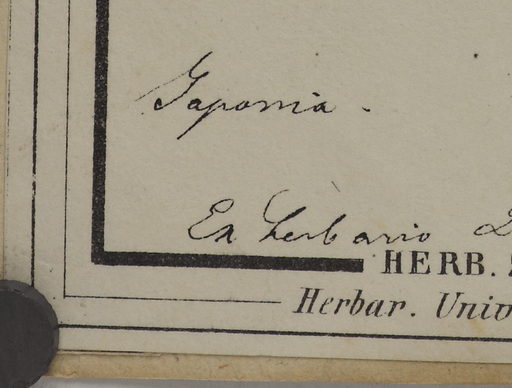 Japonia.
Ex herbario
HERB.
Herbar. Univ